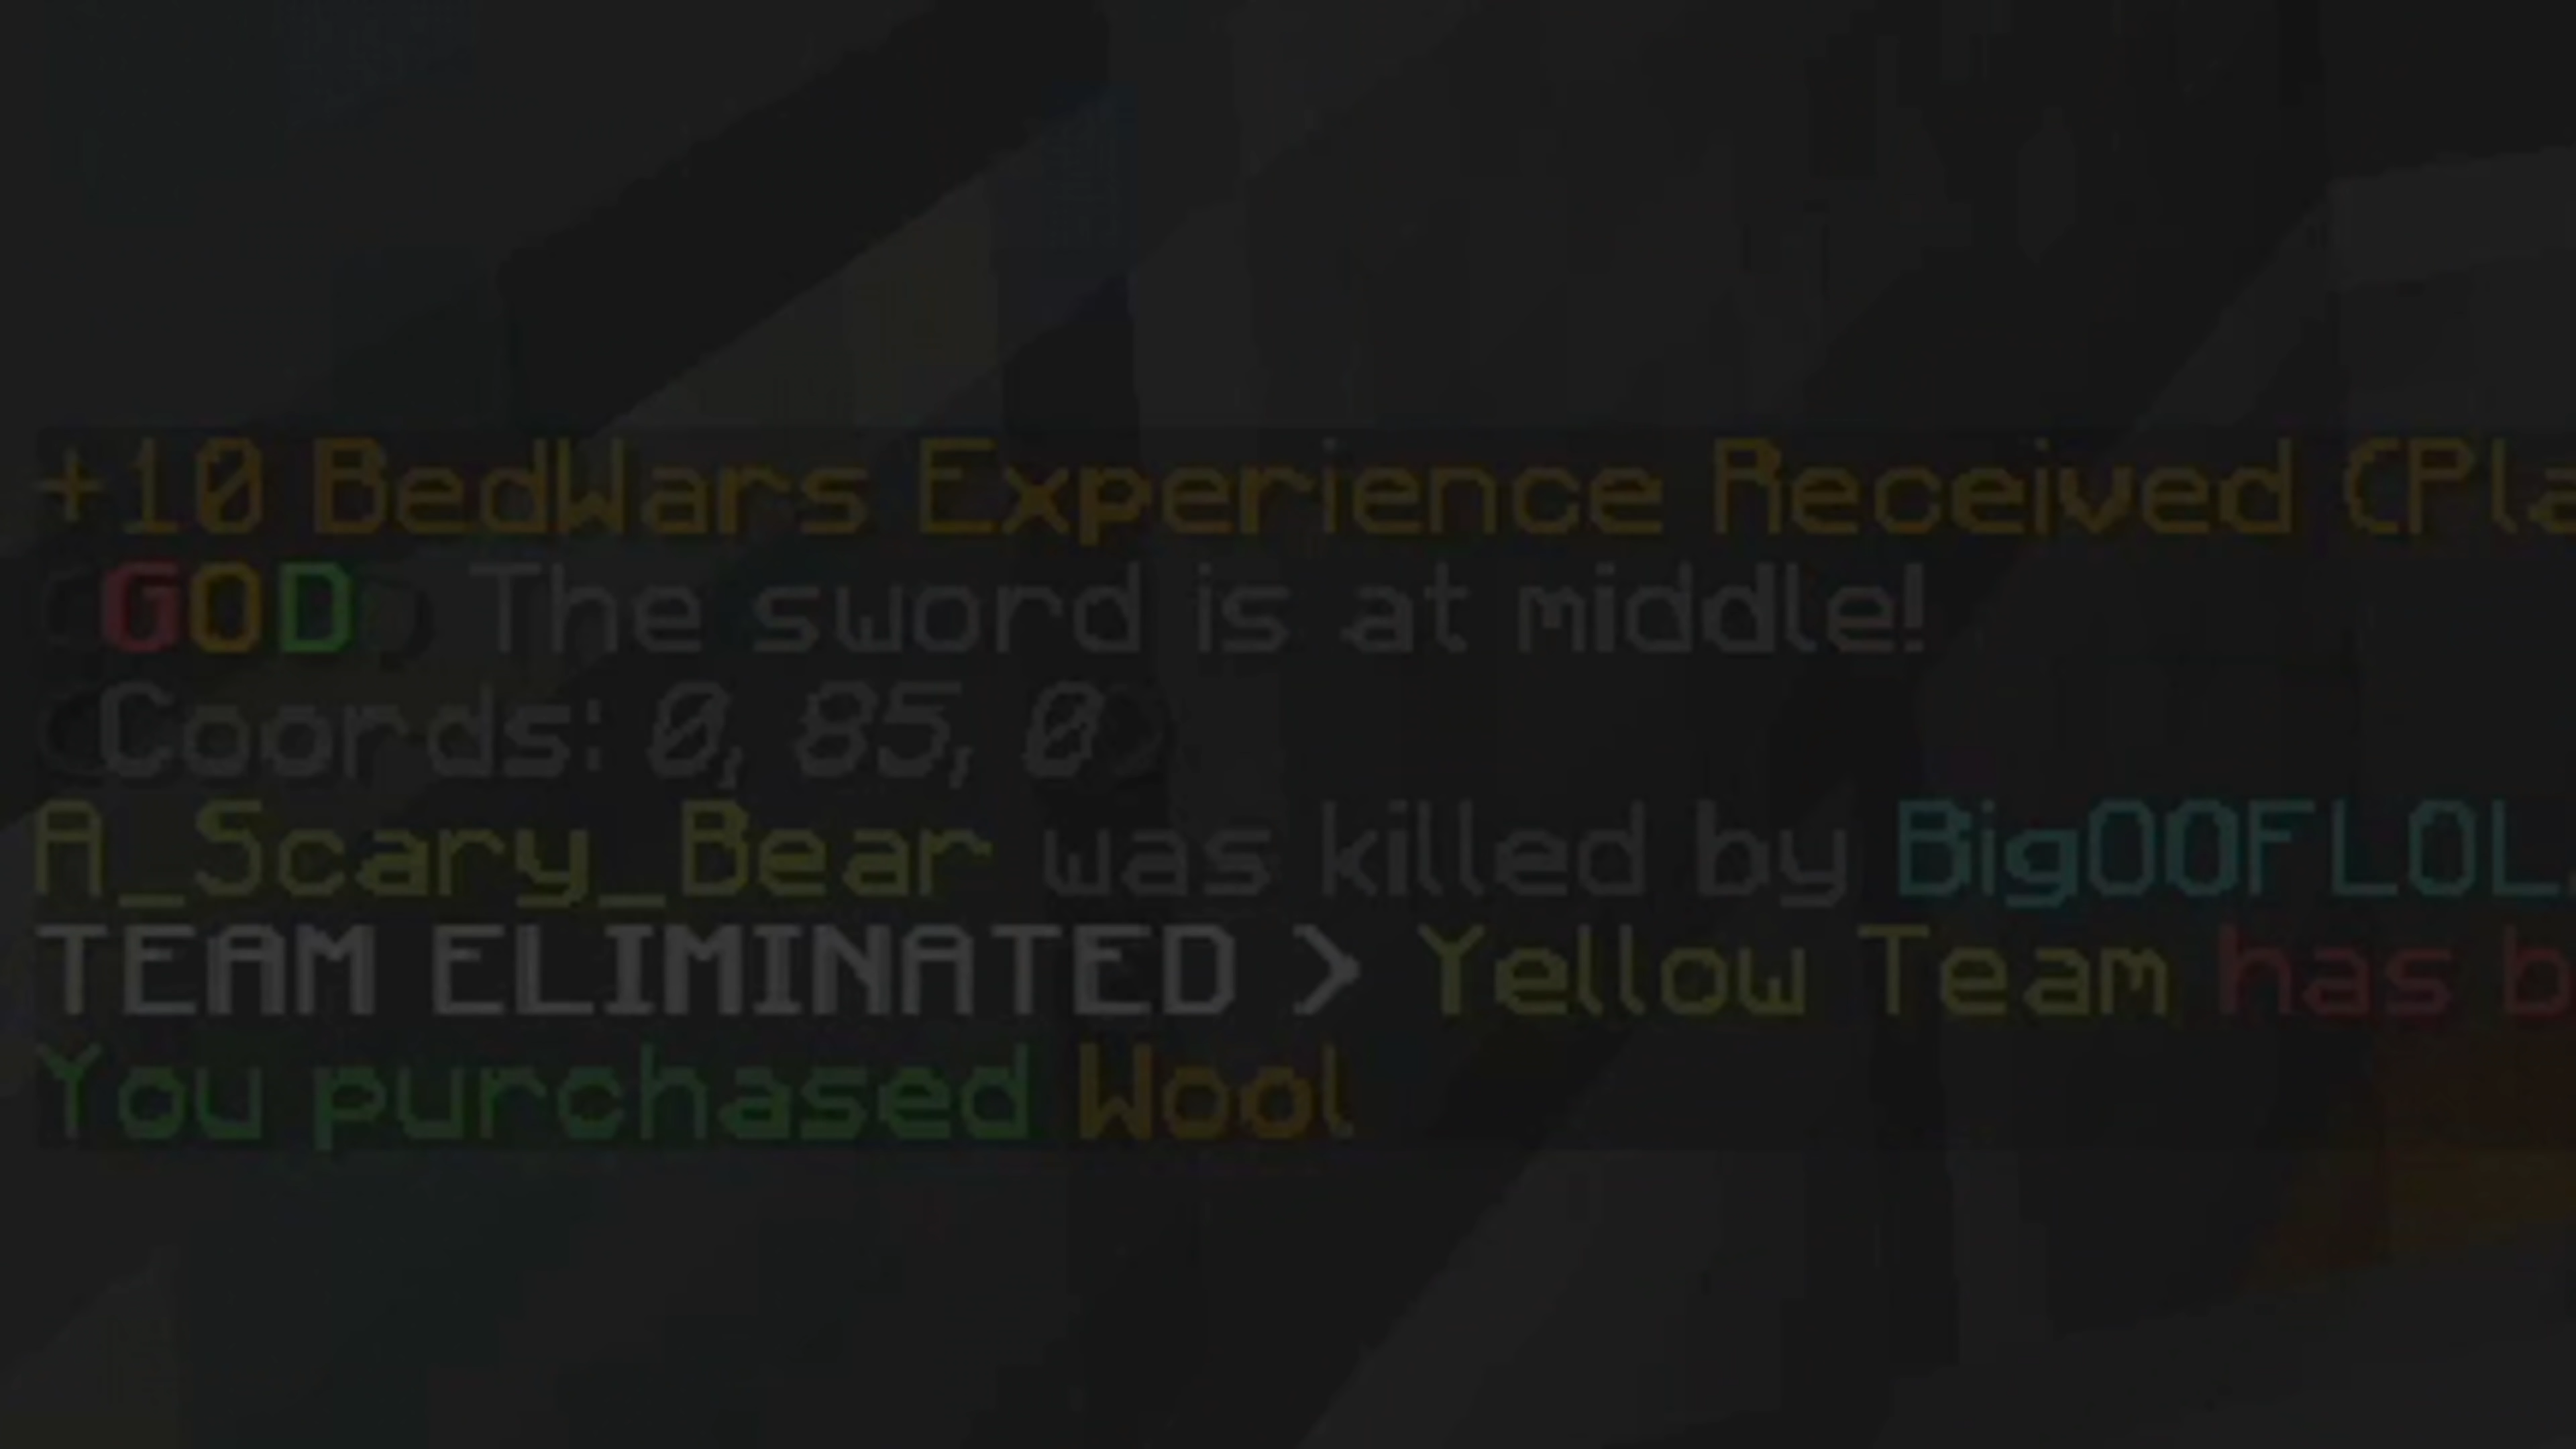 +10 BedWars Experience Received (Pla
(GOD) The sword is at middle!
(Coords: 0, 85, 0)
A_Scary_Bear was killed by BigOOFLOL.
TEAM ELIMINATED > Yellow Team has b
You purchased Wool